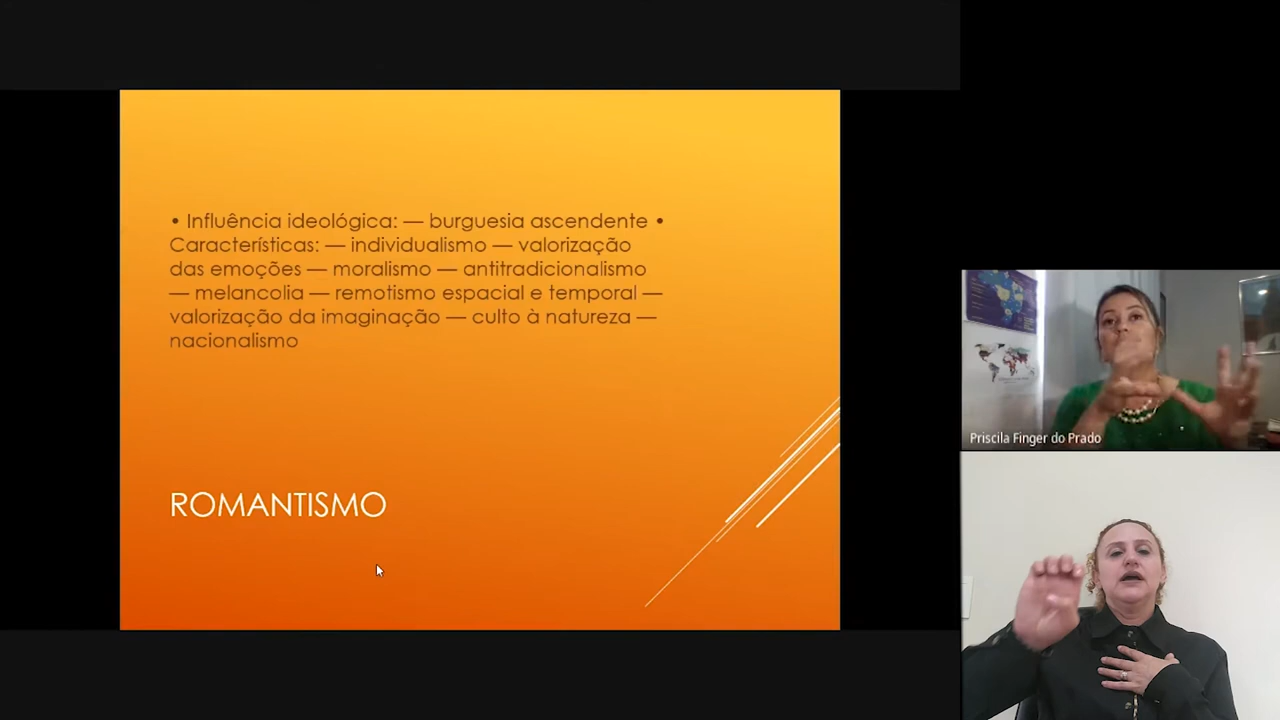 • Influência ideológica: — burguesia ascendente •
Características: — individualismo — valorização
das emoções — moralismo — antitradicionalismo
— melancolia — remotismo espacial e temporal —
valorização da imaginação — culto à natureza —
nacionalismo
ROMANTISMO
Priscila Finger do Prado